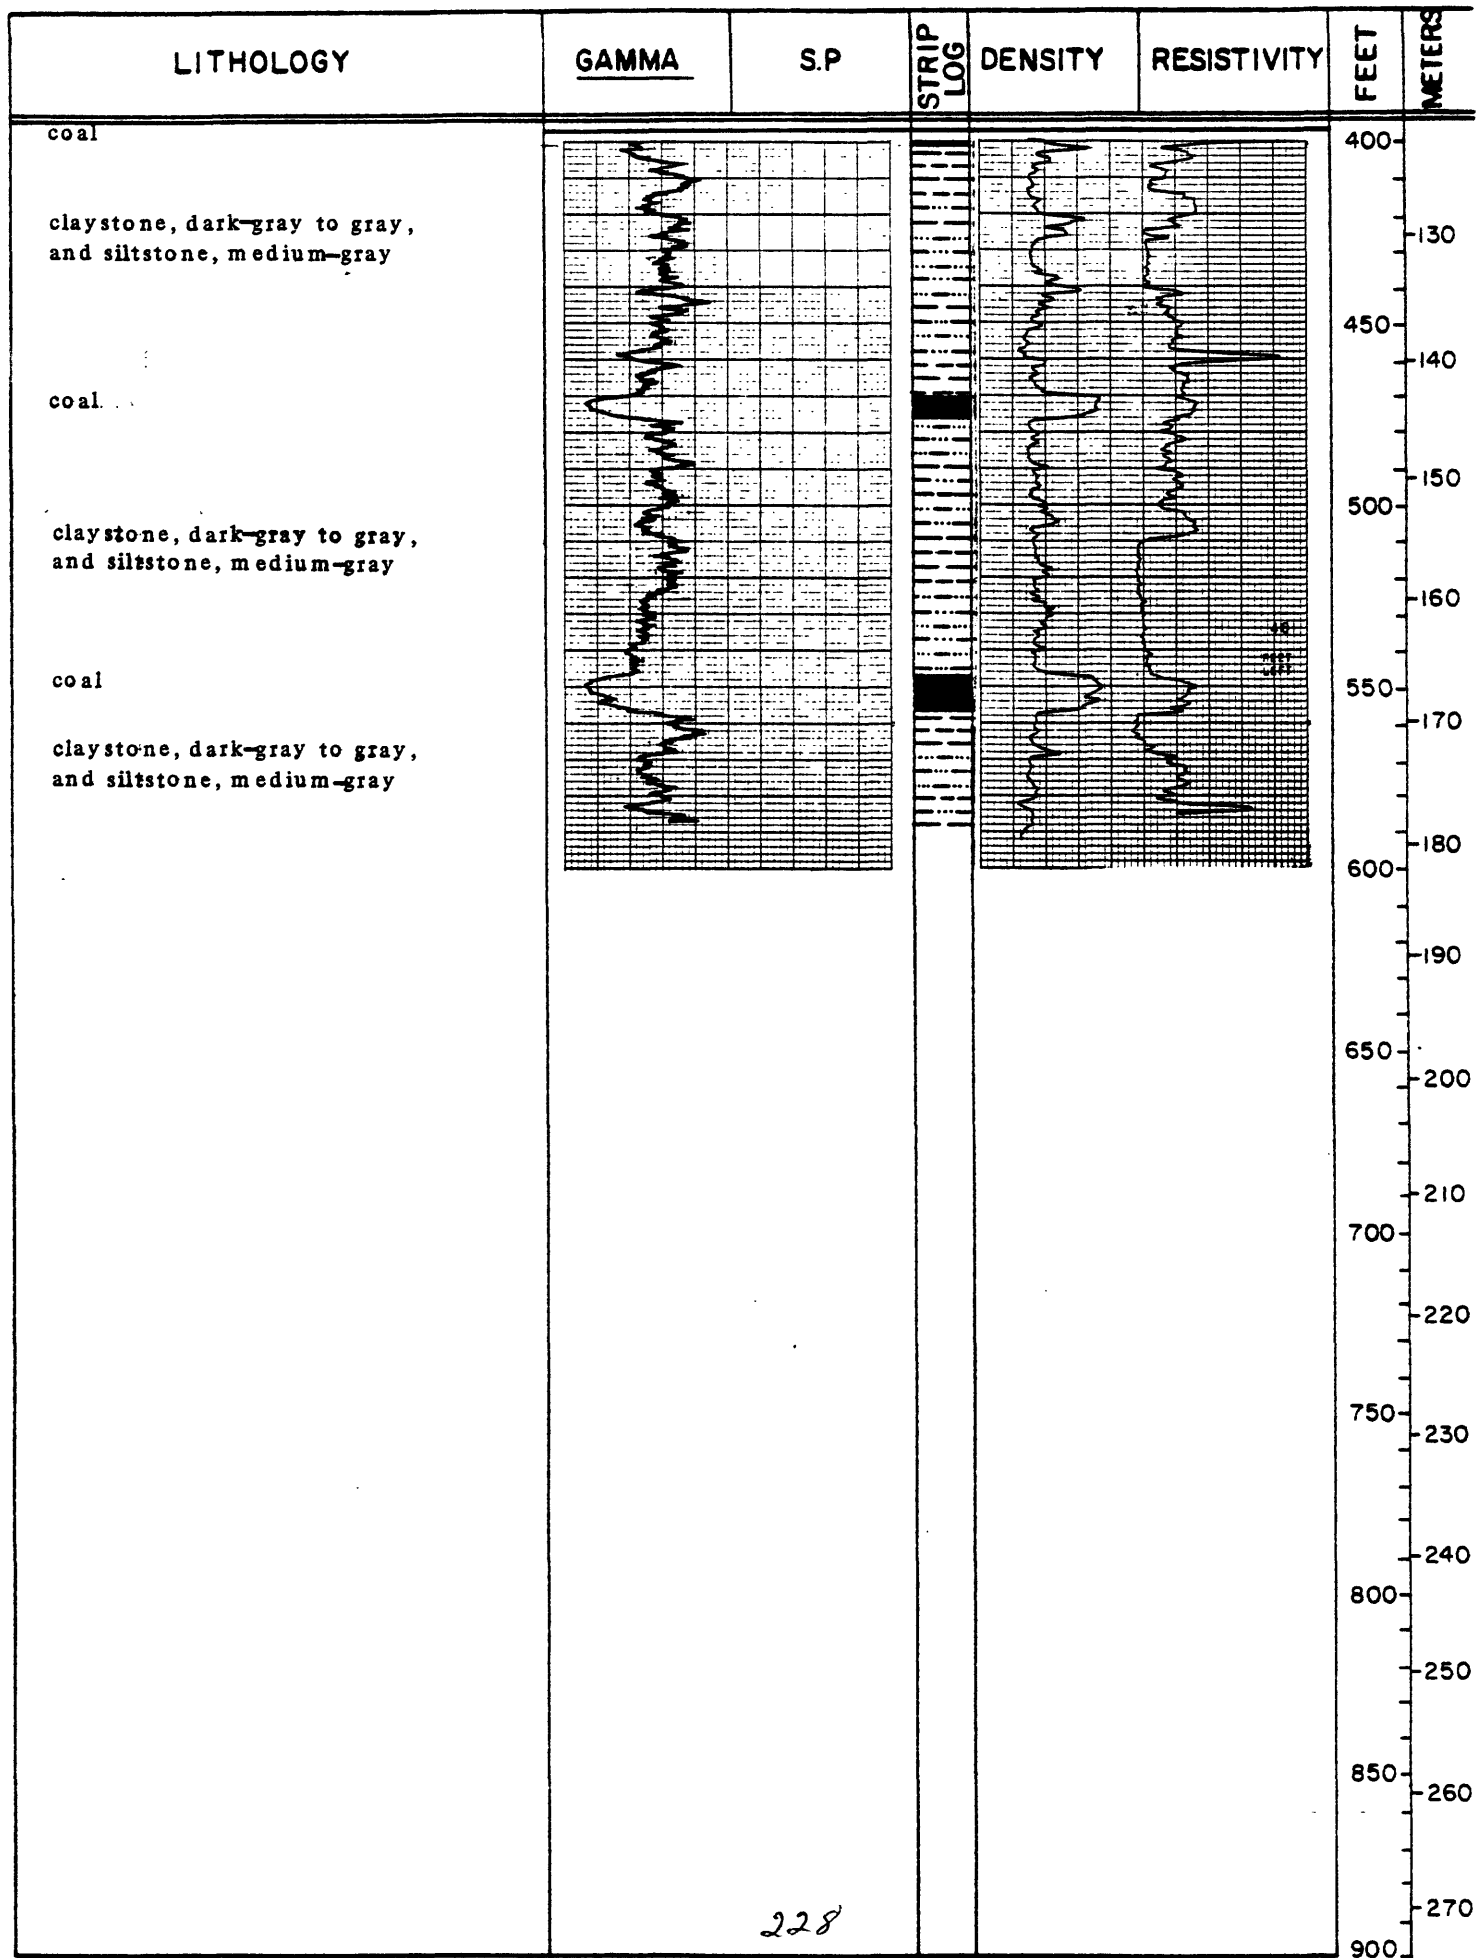 LITHOLOGY GAMMA S.P STRIP LOG DENSITY RESISTIVITY FEET METERS
coal
claystone, dark-gray to gray,
and siltstone, medium-gray
coal
claystone, dark-gray to gray,
and siltstone, medium-gray
coal
claystone, dark-gray to gray,
and siltstone, medium-gray
400
130
450
140
150
500
160
550
170
180
600
190
650
200
210
700
220
750
230
240
800
250
850
260
270
900
228